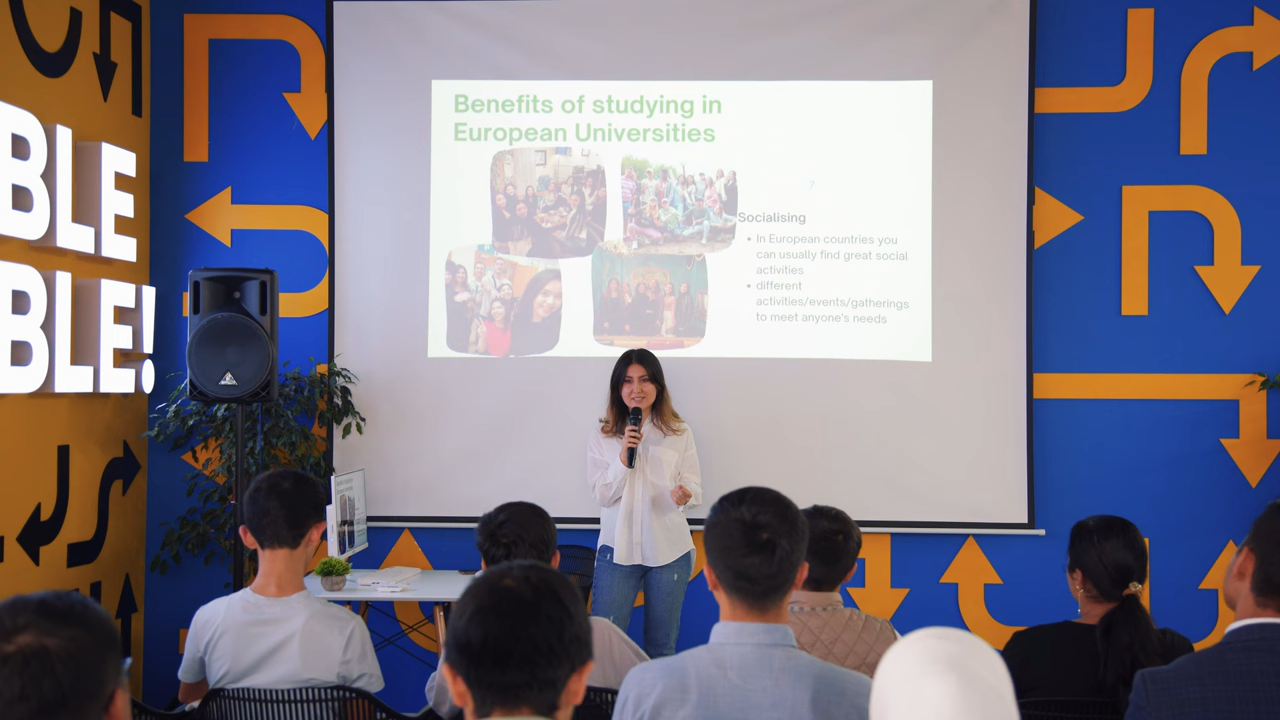 BLE
BLE!
Benefits of studying in
European Universities
Socialising
In European countries you
can usually find great social
activities
different
activities/events/gatherings
to meet anyone's needs